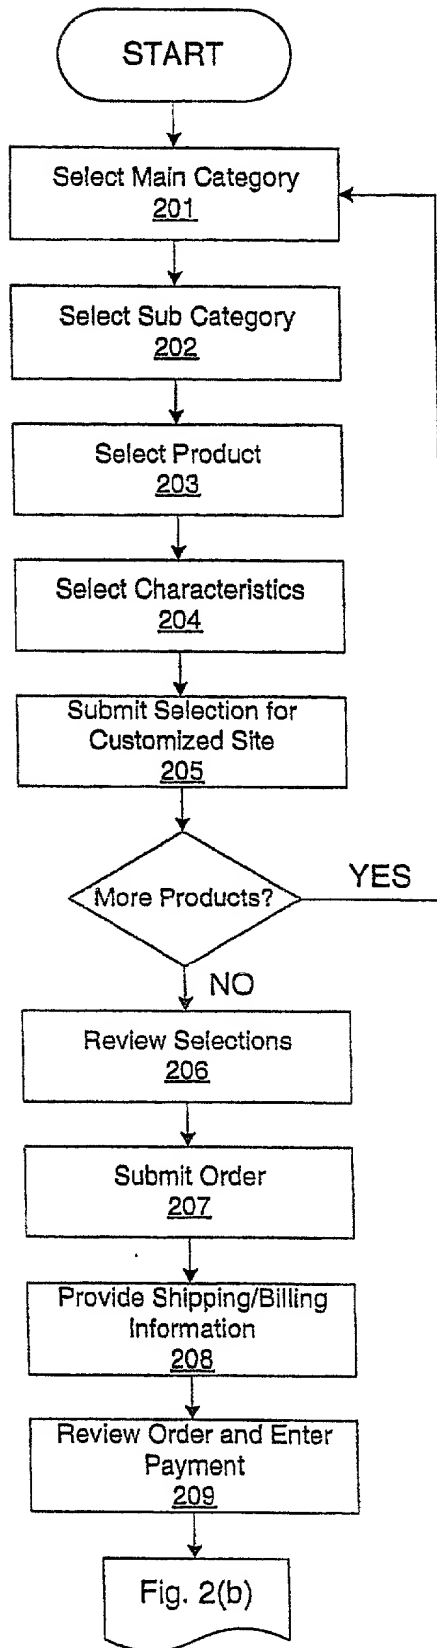 START
Select Main Category
201
Select Sub Category
202
Select Product
203
Select Characteristics
204
Submit Selection for
Customized Site
205
More Products?
YES
NO
Review Selections
206
Submit Order
207
Provide Shipping/Billing
Information
208
Review Order and Enter
Payment
209
Fig. 2(b)